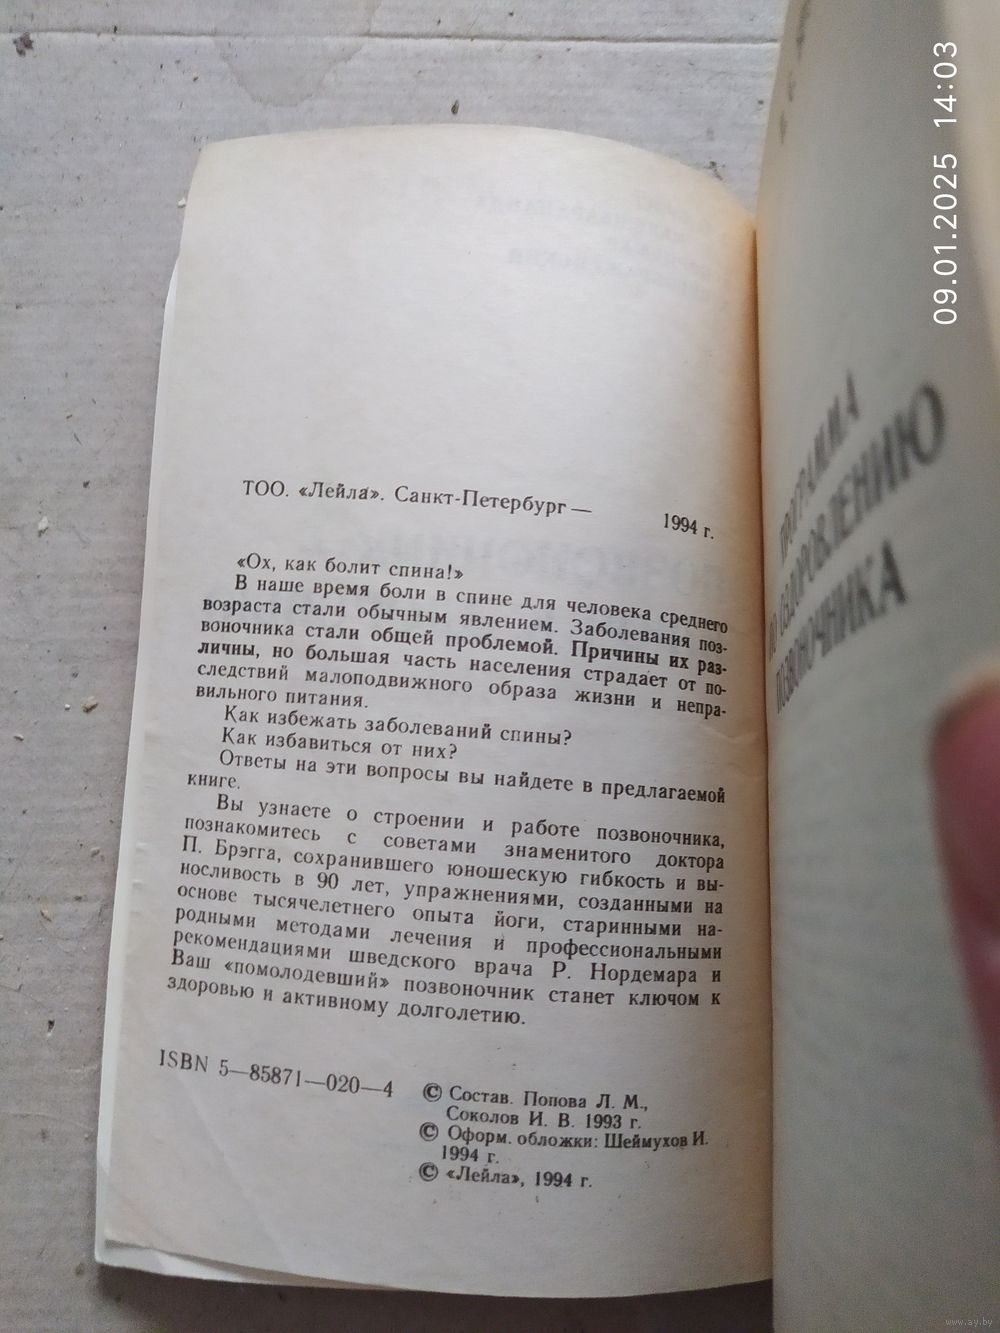 ТОО. «Лейла». Санкт-Петербург —
1994 г.
«Ох, как болит спина!»
В наше время боли в спине для человека среднего
возраста стали обычным явлением. Заболевания поз-
воночника стали общей проблемой. Причины их раз-
личны, но большая часть населения страдает от по-
следствий малоподвижного образа жизни и непра-
вильного питания.
Как избежать заболеваний спины?
Как избавиться от них?
Ответы на эти вопросы вы найдете в предлагаемой
книге.
Вы узнаете о строении и работе позвоночника,
познакомитесь с советами знаменитого доктора
П. Брэгга, сохранившего юношескую гибкость и вы-
носливость в 90 лет, упражнениями, созданными на
основе тысячелетнего опыта йоги, старинными на-
родными методами лечения и профессиональными
рекомендациями шведского врача Р. Нордемара и
Ваш «помолодевший» позвоночник станет ключом к
здоровью и активному долголетию.
ISBN 5—85871—020—4
© Состав. Попова Л. М.,
Соколов И. В. 1993 г.
© Оформ. обложки: Шеймухов И.
1994 г.
© «Лейла», 1994 г.
ПРОГРАММА
ПО ОЗДОРОВЛЕНИЮ
ПОЗВОНОЧНИКА
09.01.2025 14:03
www.ay.by